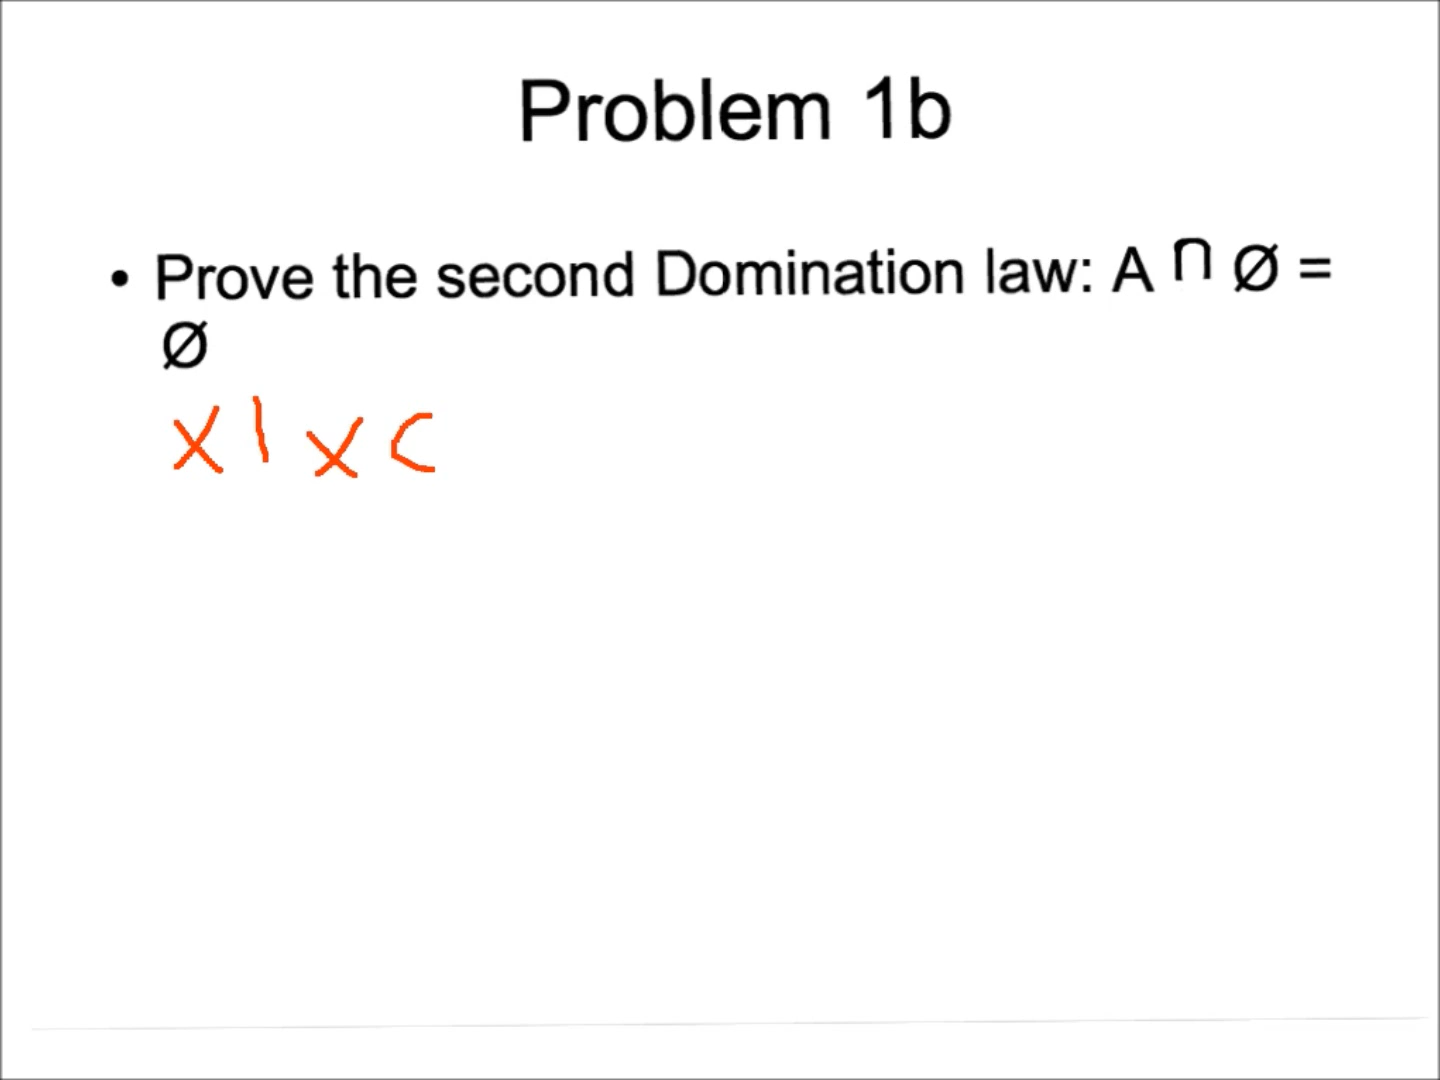 Problem 1b
• Prove the second Domination law: A ∩ Ø =
Ø
x | x